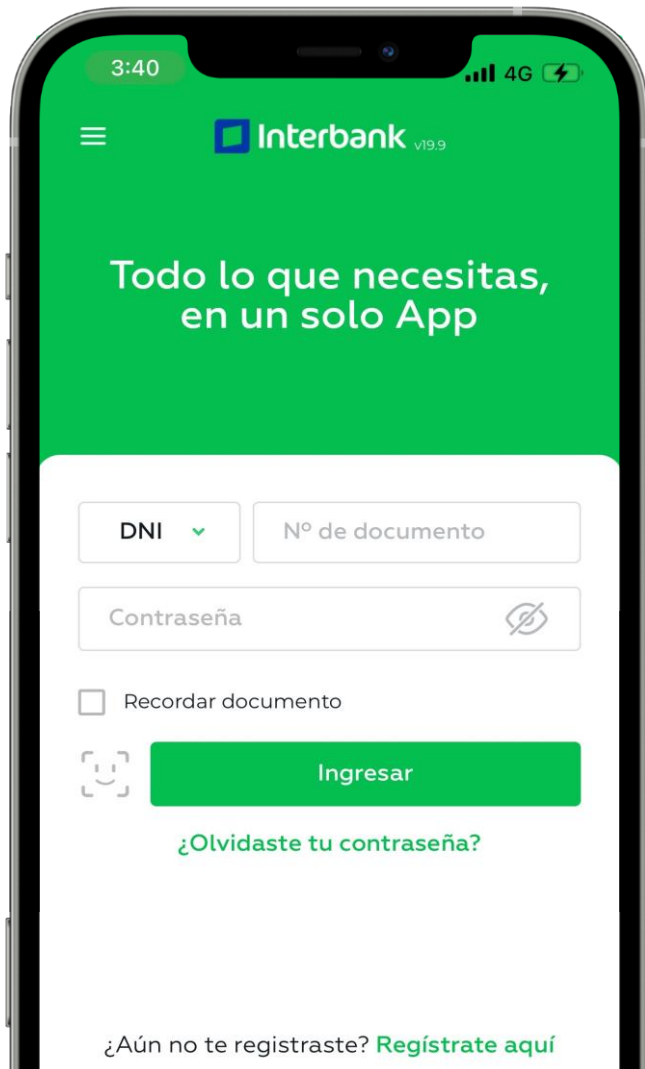 3:40
4G
Interbank v19.9
Todo lo que necesitas,
en un solo App
DNI
Nº de documento
Contraseña
Recordar documento
Ingresar
¿Olvidaste tu contraseña?
¿Aún no te registraste? Regístrate aquí